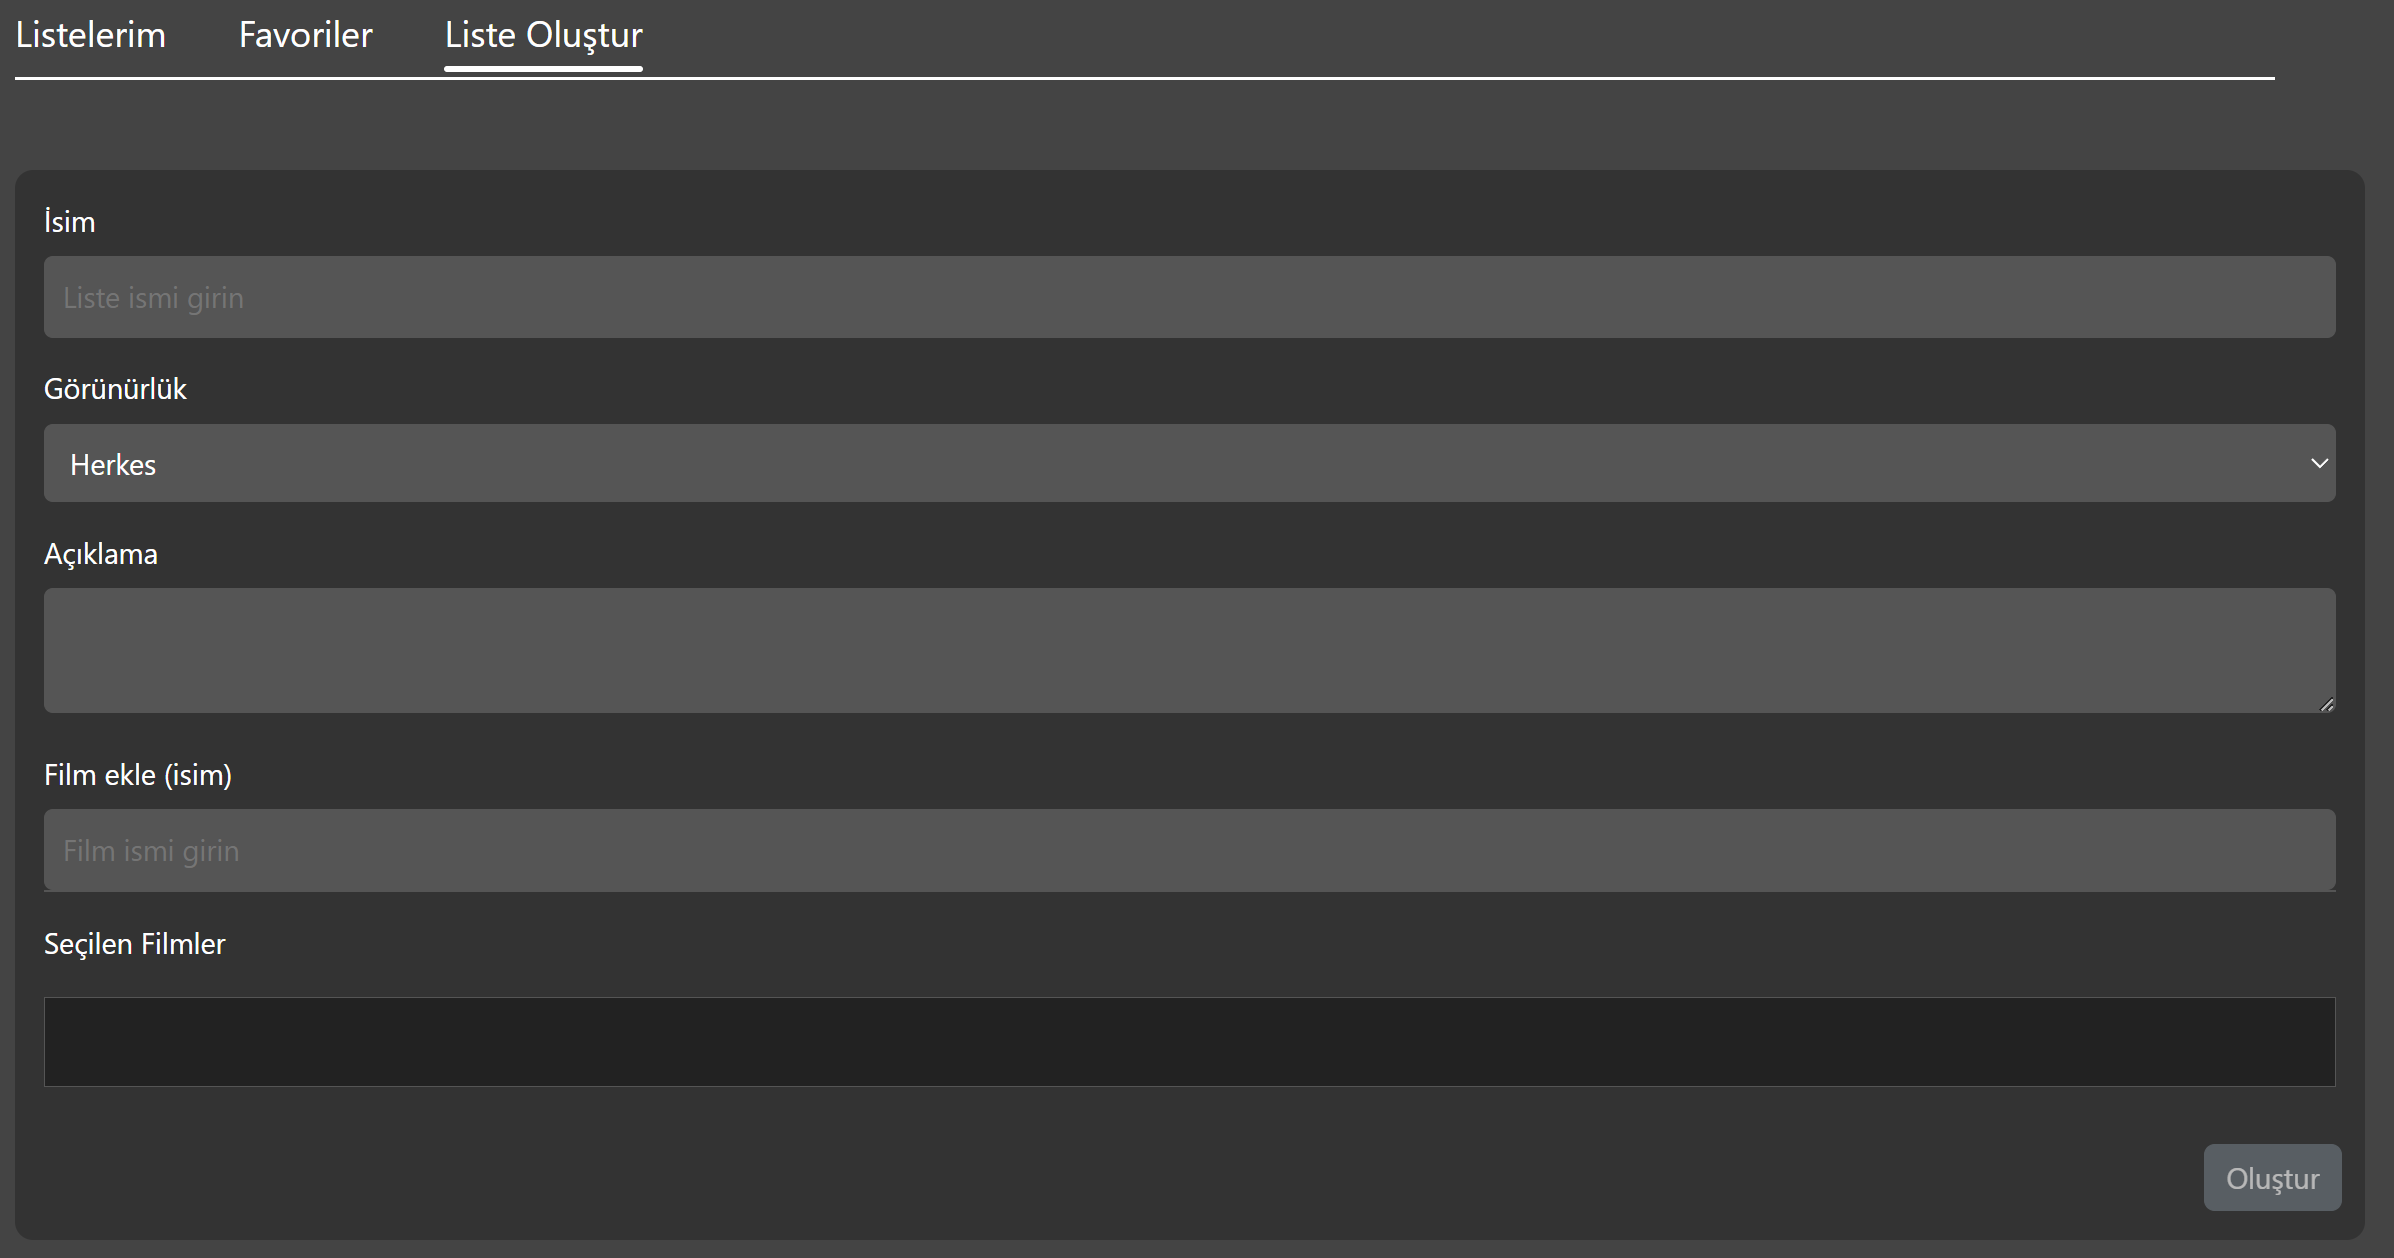 Listelerim Favoriler Liste Oluştur
İsim
Liste ismi girin
Görünürlük
Herkes
Açıklama
Film ekle (isim)
Film ismi girin
Seçilen Filmler
Oluştur